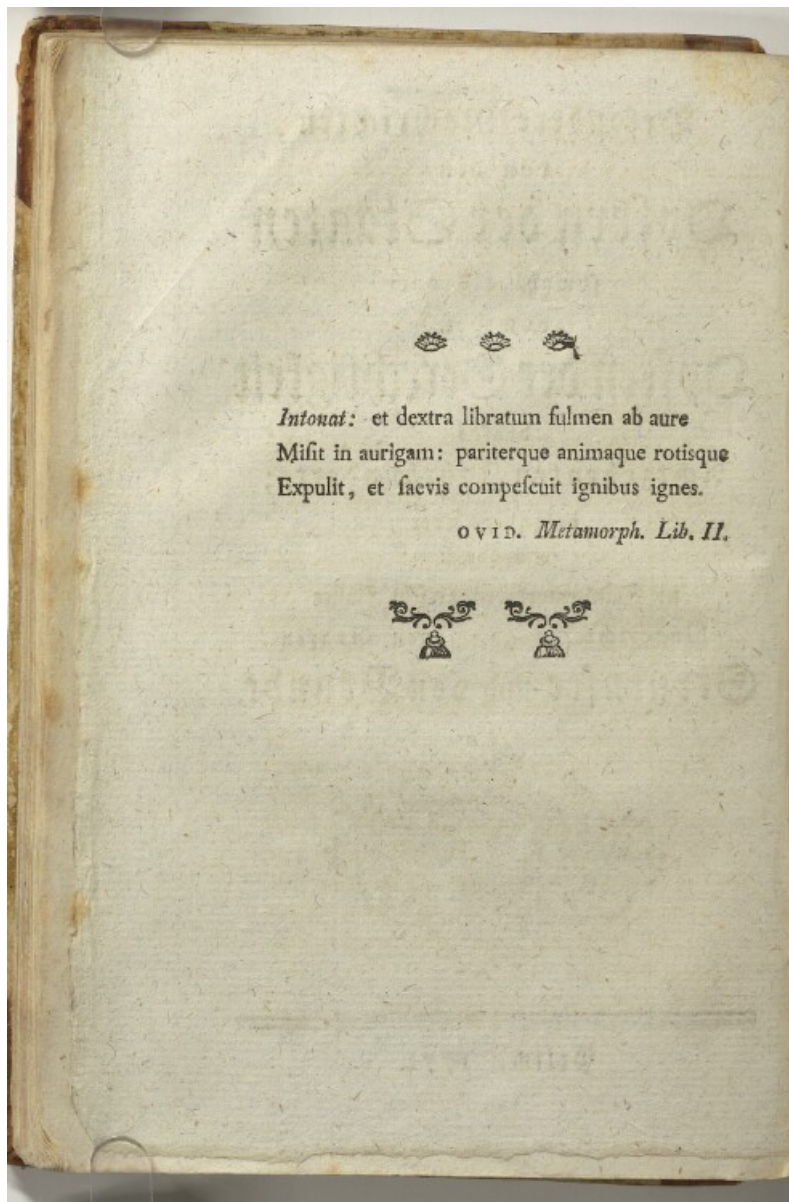 Intonat: et dextra libratum fulmen ab aure
Miſit in aurigam: pariterque animaque rotisque
Expulit, et ſaevis compeſcuit ignibus ignes.
OVID. Metamorph. Lib. II.